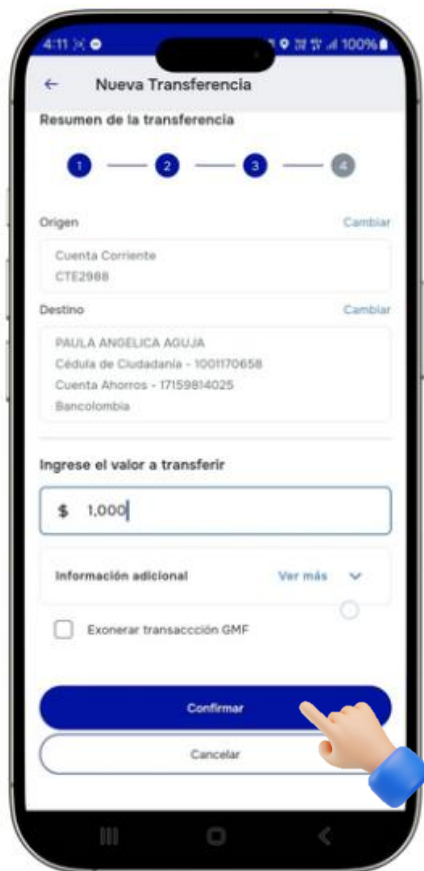 4:11
100%
Nueva Transferencia
Resumen de la transferencia
1 2 3 4
Origen Cambiar
Cuenta Corriente
CTE2988
Destino Cambiar
PAULA ANGELICA AGUJA
Cédula de Ciudadanía - 1001170658
Cuenta Ahorros - 17159814025
Bancolombia
Ingrese el valor a transferir
$ 1,000
Información adicional Ver más
Exonerar transaccción GMF
Confirmar
Cancelar